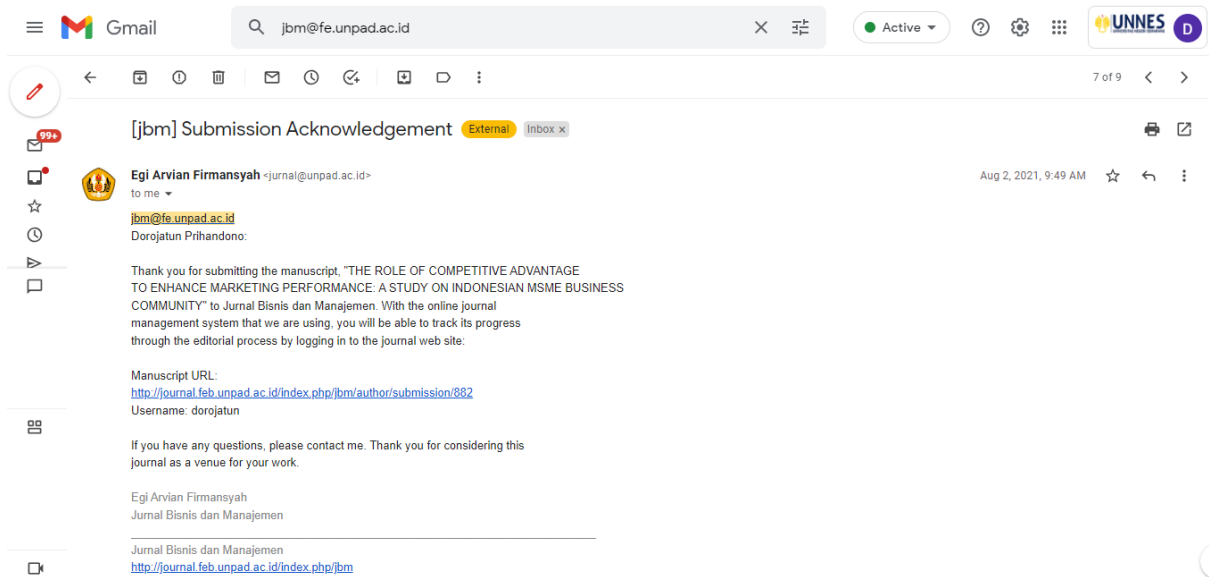 Gmail
jbm@fe.unpad.ac.id
Active
UNNES
D
7 of 9
99+
[jbm] Submission Acknowledgement External Inbox x
Egi Arvian Firmansyah <jurnal@unpad.ac.id>
Aug 2, 2021, 9:49 AM
to me
jbm@fe.unpad.ac.id
Dorojatun Prihandono:
Thank you for submitting the manuscript, "THE ROLE OF COMPETITIVE ADVANTAGE
TO ENHANCE MARKETING PERFORMANCE: A STUDY ON INDONESIAN MSME BUSINESS
COMMUNITY" to Jurnal Bisnis dan Manajemen. With the online journal
management system that we are using, you will be able to track its progress
through the editorial process by logging in to the journal web site:
Manuscript URL:
http://journal.feb.unpad.ac.id/index.php/jbm/author/submission/882
Username: dorojatun
If you have any questions, please contact me. Thank you for considering this
journal as a venue for your work.
Egi Arvian Firmansyah
Jurnal Bisnis dan Manajemen
Jurnal Bisnis dan Manajemen
http://journal.feb.unpad.ac.id/index.php/jbm